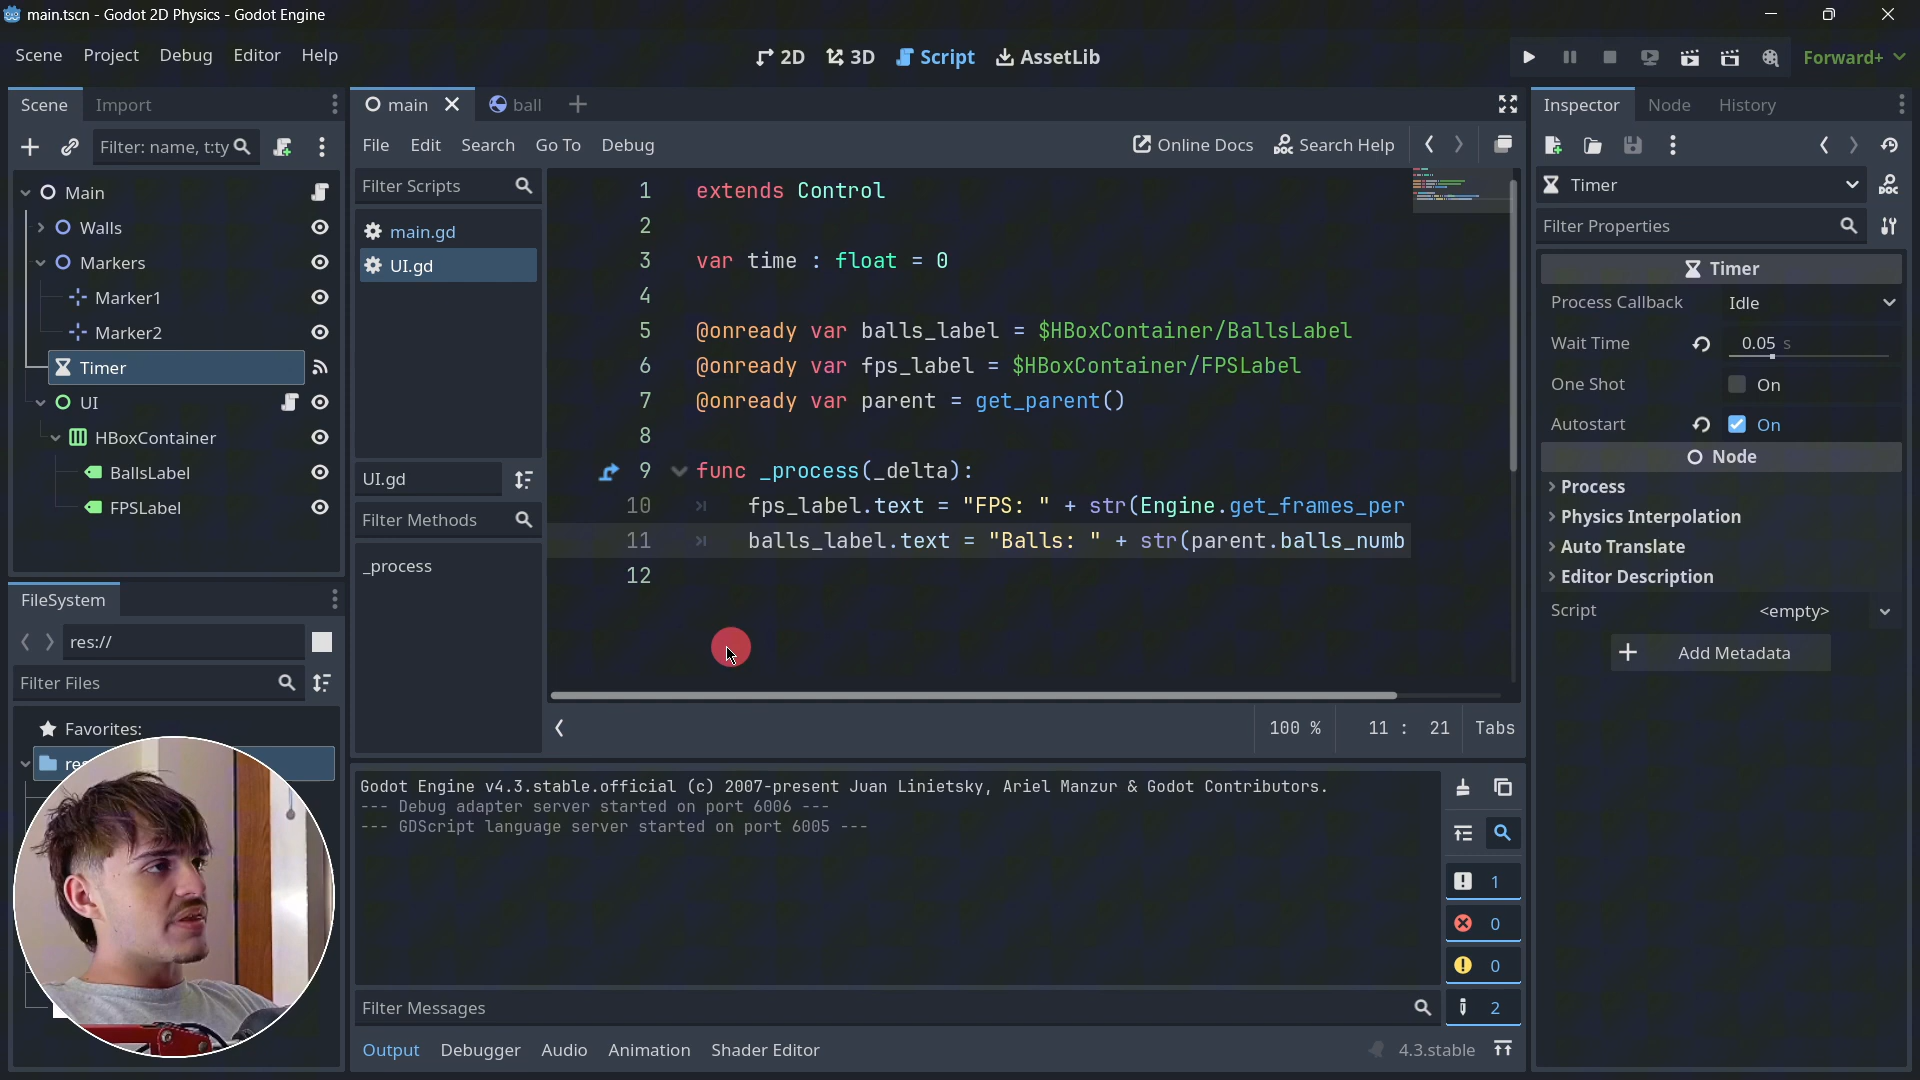 main.tscn - Godot 2D Physics - Godot Engine
Scene Project Debug Editor Help
2D 3D Script AssetLib
Forward+
Scene Import
Filter: name, t:ty
Main
Walls
Markers
Marker1
Marker2
Timer
UI
HBoxContainer
BallsLabel
FPSLabel
FileSystem
res://
Filter Files
Favorites:
main ball
File Edit Search Go To Debug
Online Docs Search Help
Filter Scripts
main.gd
UI.gd
UI.gd
Filter Methods
_process
1 extends Control
2
3 var time : float = 0
4
5 @onready var balls_label = $HBoxContainer/BallsLabel
6 @onready var fps_label = $HBoxContainer/FPSLabel
7 @onready var parent = get_parent()
8
9 func _process(_delta):
10 fps_label.text = "FPS: " + str(Engine.get_frames_per
11 balls_label.text = "Balls: " + str(parent.balls_numb
12
100 % 11 : 21 Tabs
Godot Engine v4.3.stable.official (c) 2007-present Juan Linietsky, Ariel Manzur & Godot Contributors.
--- Debug adapter server started on port 6006 ---
--- GDScript language server started on port 6005 ---
1
0
0
2
Filter Messages
Output Debugger Audio Animation Shader Editor
4.3.stable
Inspector Node History
Timer
Filter Properties
Timer
Process Callback Idle
Wait Time 0.05 s
One Shot On
Autostart On
Node
Process
Physics Interpolation
Auto Translate
Editor Description
Script <empty>
Add Metadata